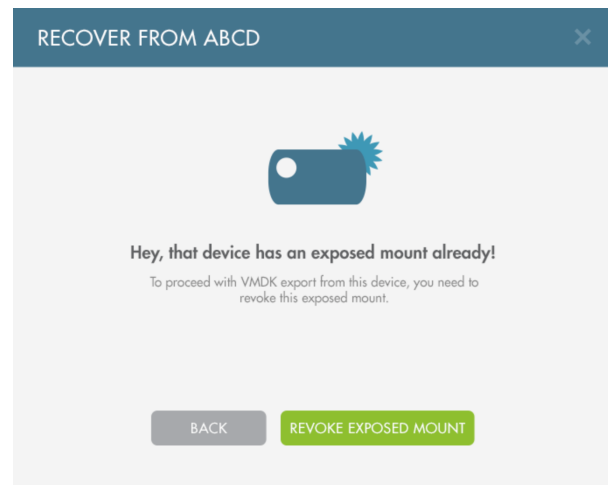 RECOVER FROM ABCD
Hey, that device has an exposed mount already!
To proceed with VMDK export from this device, you need to
revoke this exposed mount.
BACK
REVOKE EXPOSED MOUNT